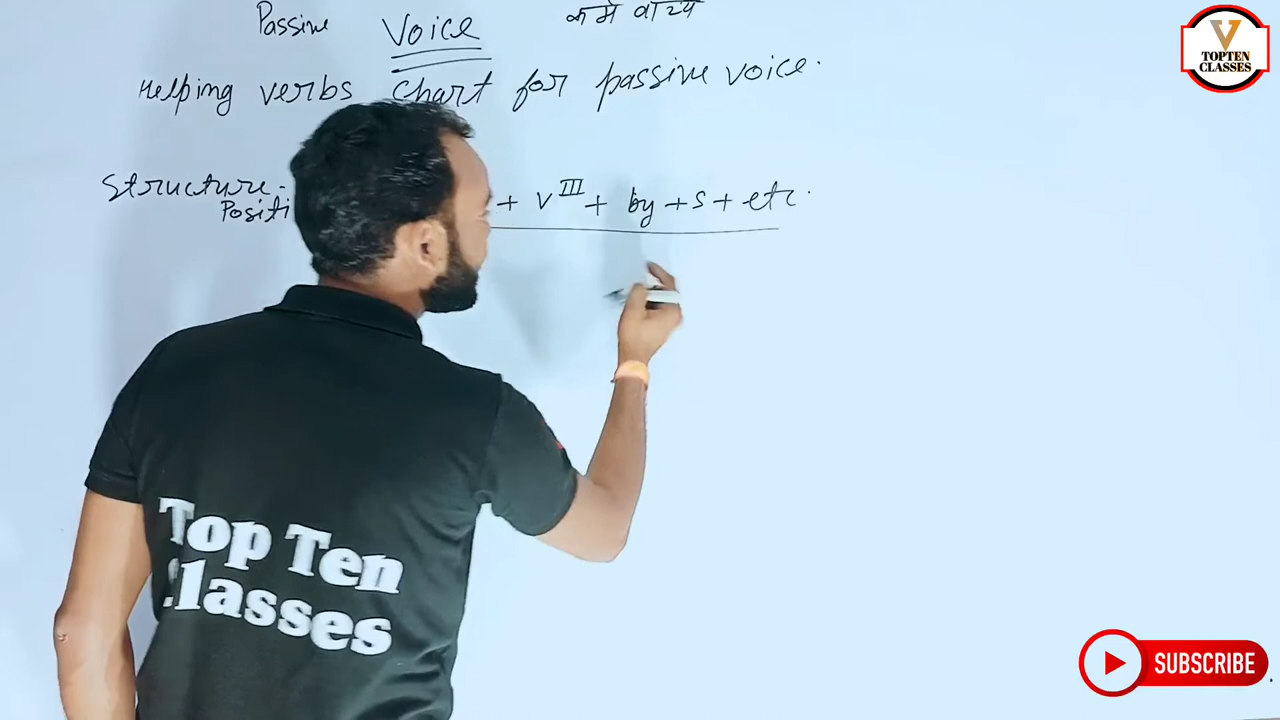 Passive Voice कर्म वाच्य
Helping verbs chart for passive voice.
Structure-
Positi + V III + by + S + etc.
TOPTEN
CLASSES
Top Ten
Classes
SUBSCRIBE